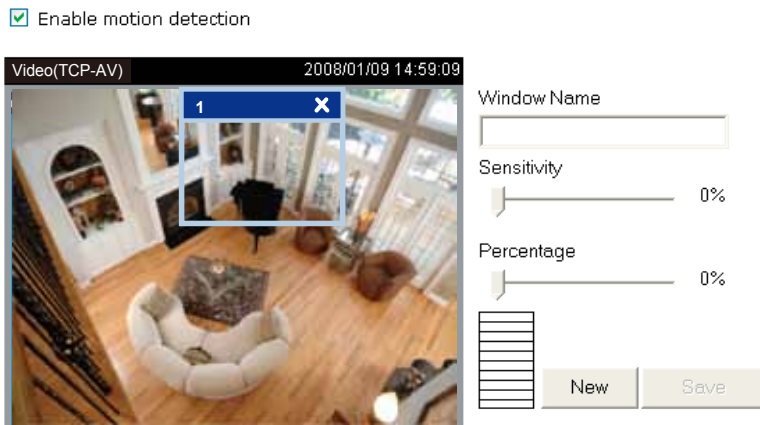 Enable motion detection
Video(TCP-AV) 2008/01/09 14:59:09
1
Window Name
Sensitivity
0%
Percentage
0%
New Save